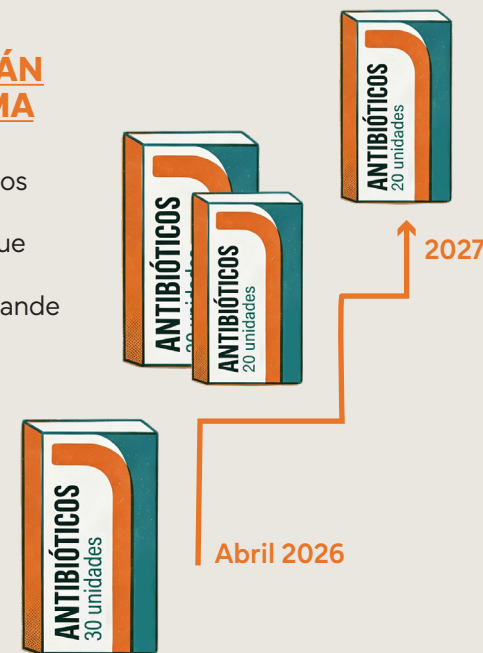 ÁN
MA
os
ue
ande
ANTIBIÓTICOS
20 unidades
ANTIBIÓTICOS
ANTIBIÓTICOS
20 unidades
2027
ANTIBIÓTICOS
30 unidades
Abril 2026